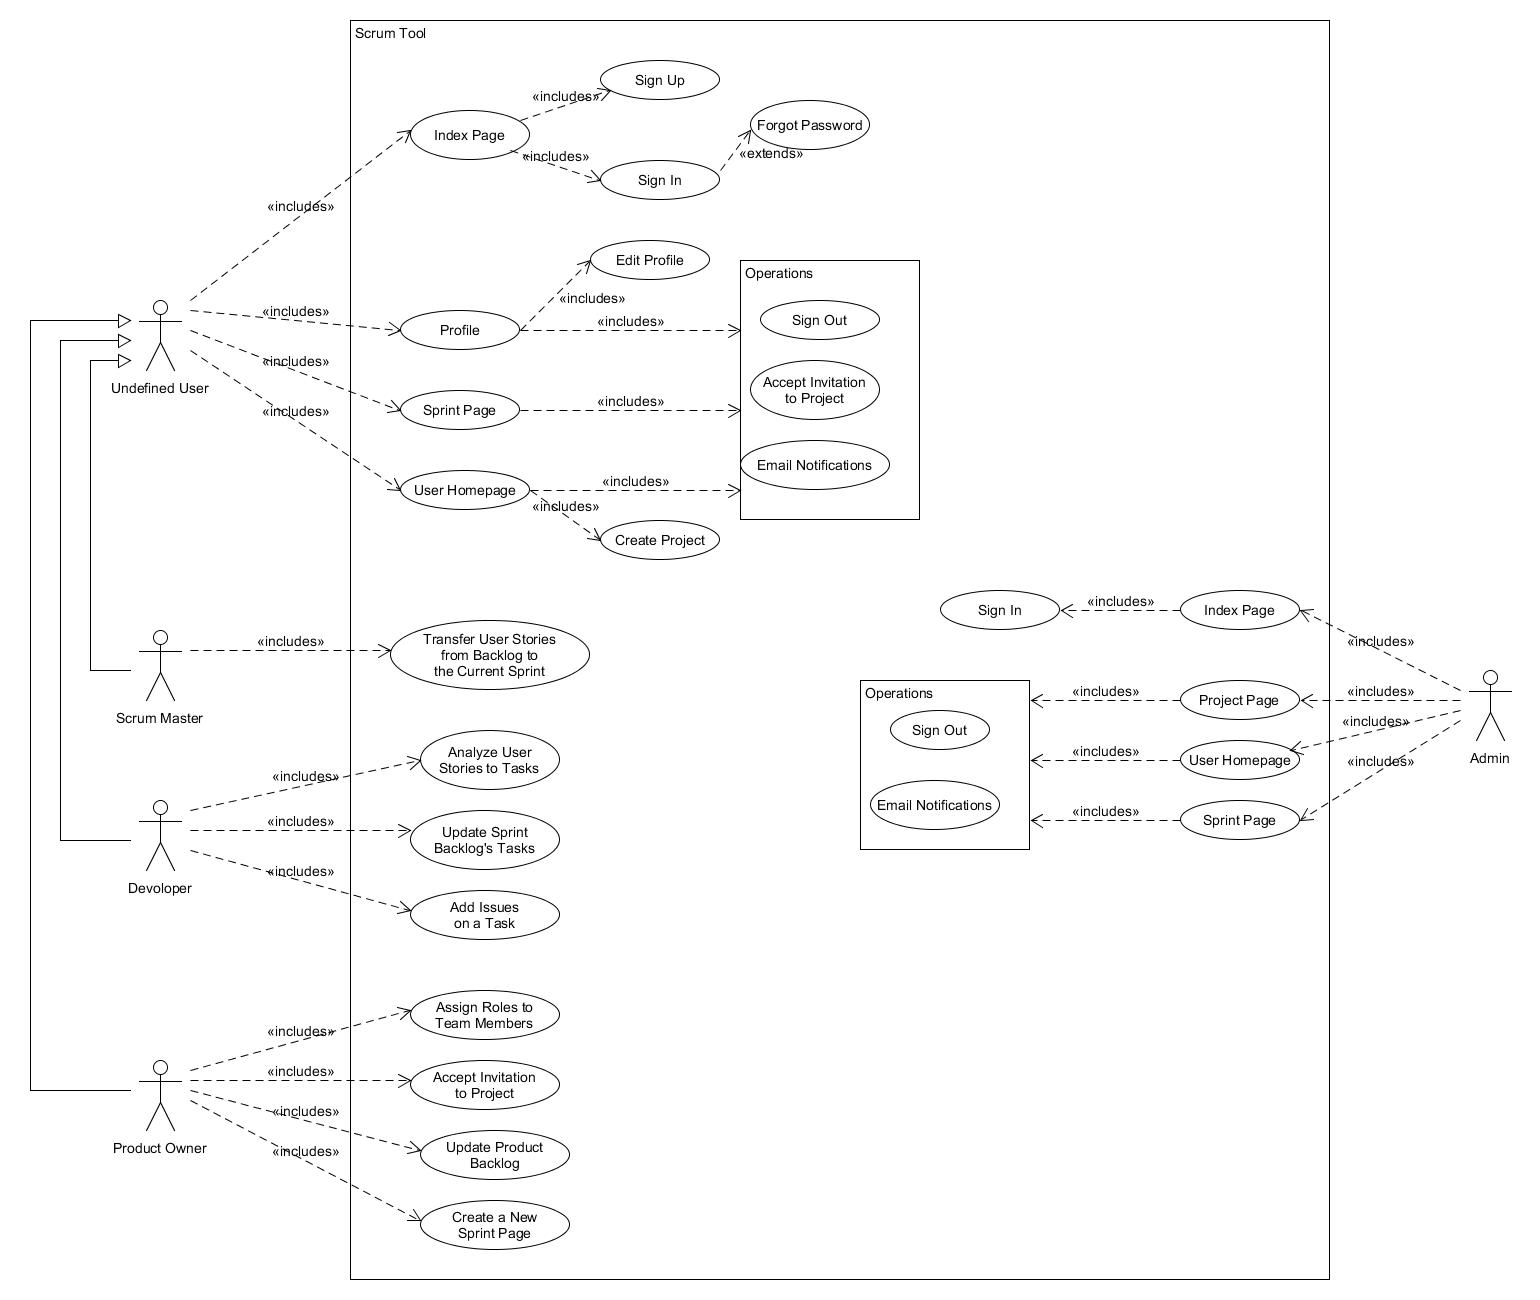 Scrum Tool
Sign Up
«includes»
Index Page
Forgot Password
«includes»
«extends»
Sign In
«includes»
Edit Profile
Operations
«includes»
«includes»
Profile
«includes»
Sign Out
Undefined User
«includes»
Sprint Page
«includes»
Accept Invitation
to Project
«includes»
User Homepage
«includes»
Email Notifications
«includes»
Create Project
Scrum Master
«includes»
Transfer User Stories
from Backlog to
the Current Sprint
Sign In
«includes»
Index Page
«includes»
Operations
«includes»
Project Page
«includes»
Sign Out
«includes»
User Homepage
«includes»
Admin
Email Notifications
«includes»
Sprint Page
«includes»
«includes»
Analyze User
Stories to Tasks
«includes»
Update Sprint
Backlog's Tasks
Devoloper
«includes»
Add Issues
on a Task
«includes»
Assign Roles to
Team Members
«includes»
Accept Invitation
to Project
Product Owner
«includes»
Update Product
Backlog
«includes»
Create a New
Sprint Page